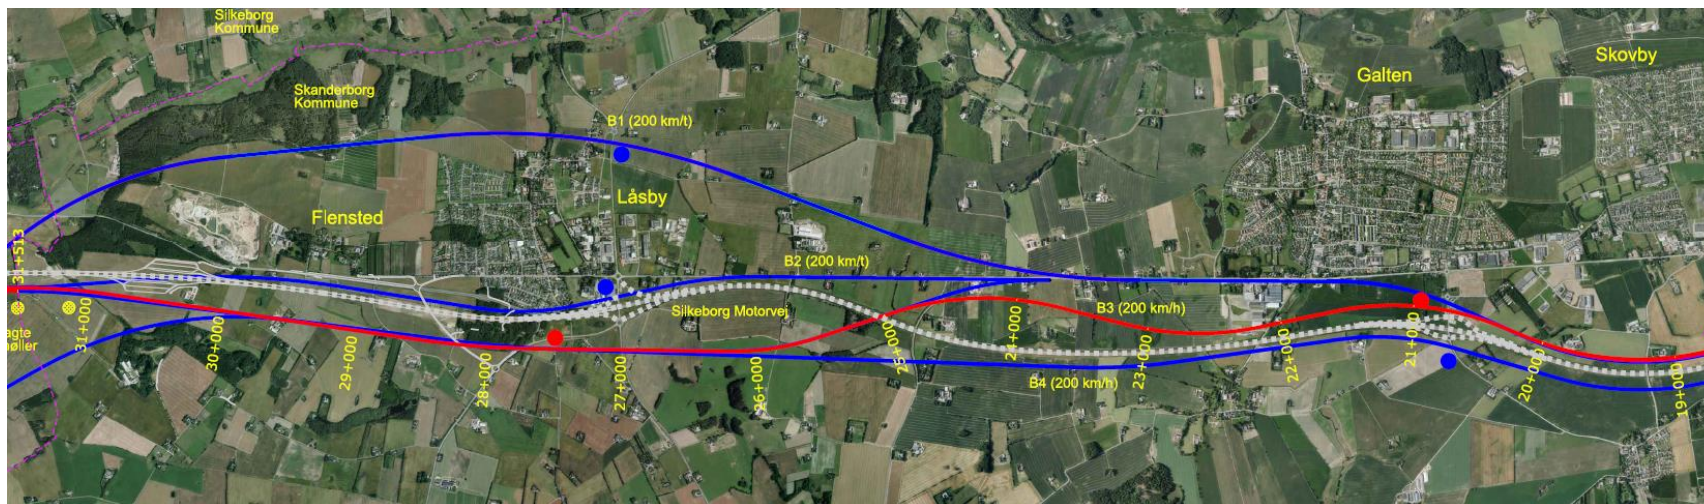 Silkeborg
Kommune
Skanderborg
Kommune
Skovby
Galten
B1 (200 km/t)
Låsby
Flensted
B2 (200 km/t)
31+513
31+000
Silkeborg Motorvej
B3 (200 km/h)
30+000
29+000
28+000
27+000
26+000
25+000
24+000
23+000
22+000
21+000
20+000
19+000
B4 (200 km/h)